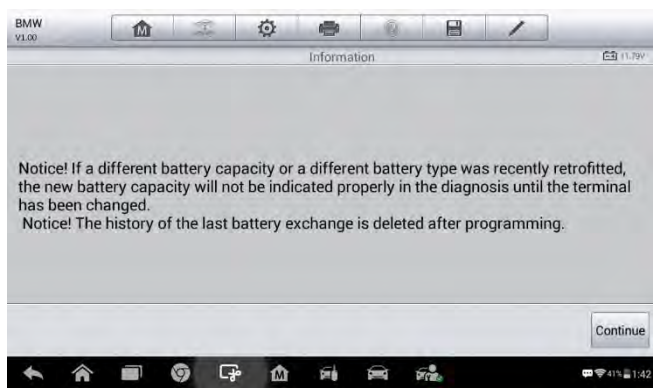 BMW
V1.00
Information
11.79V
Notice! If a different battery capacity or a different battery type was recently retrofitted,
the new battery capacity will not be indicated properly in the diagnosis until the terminal
has been changed.
Notice! The history of the last battery exchange is deleted after programming.
Continue
41% 1:42